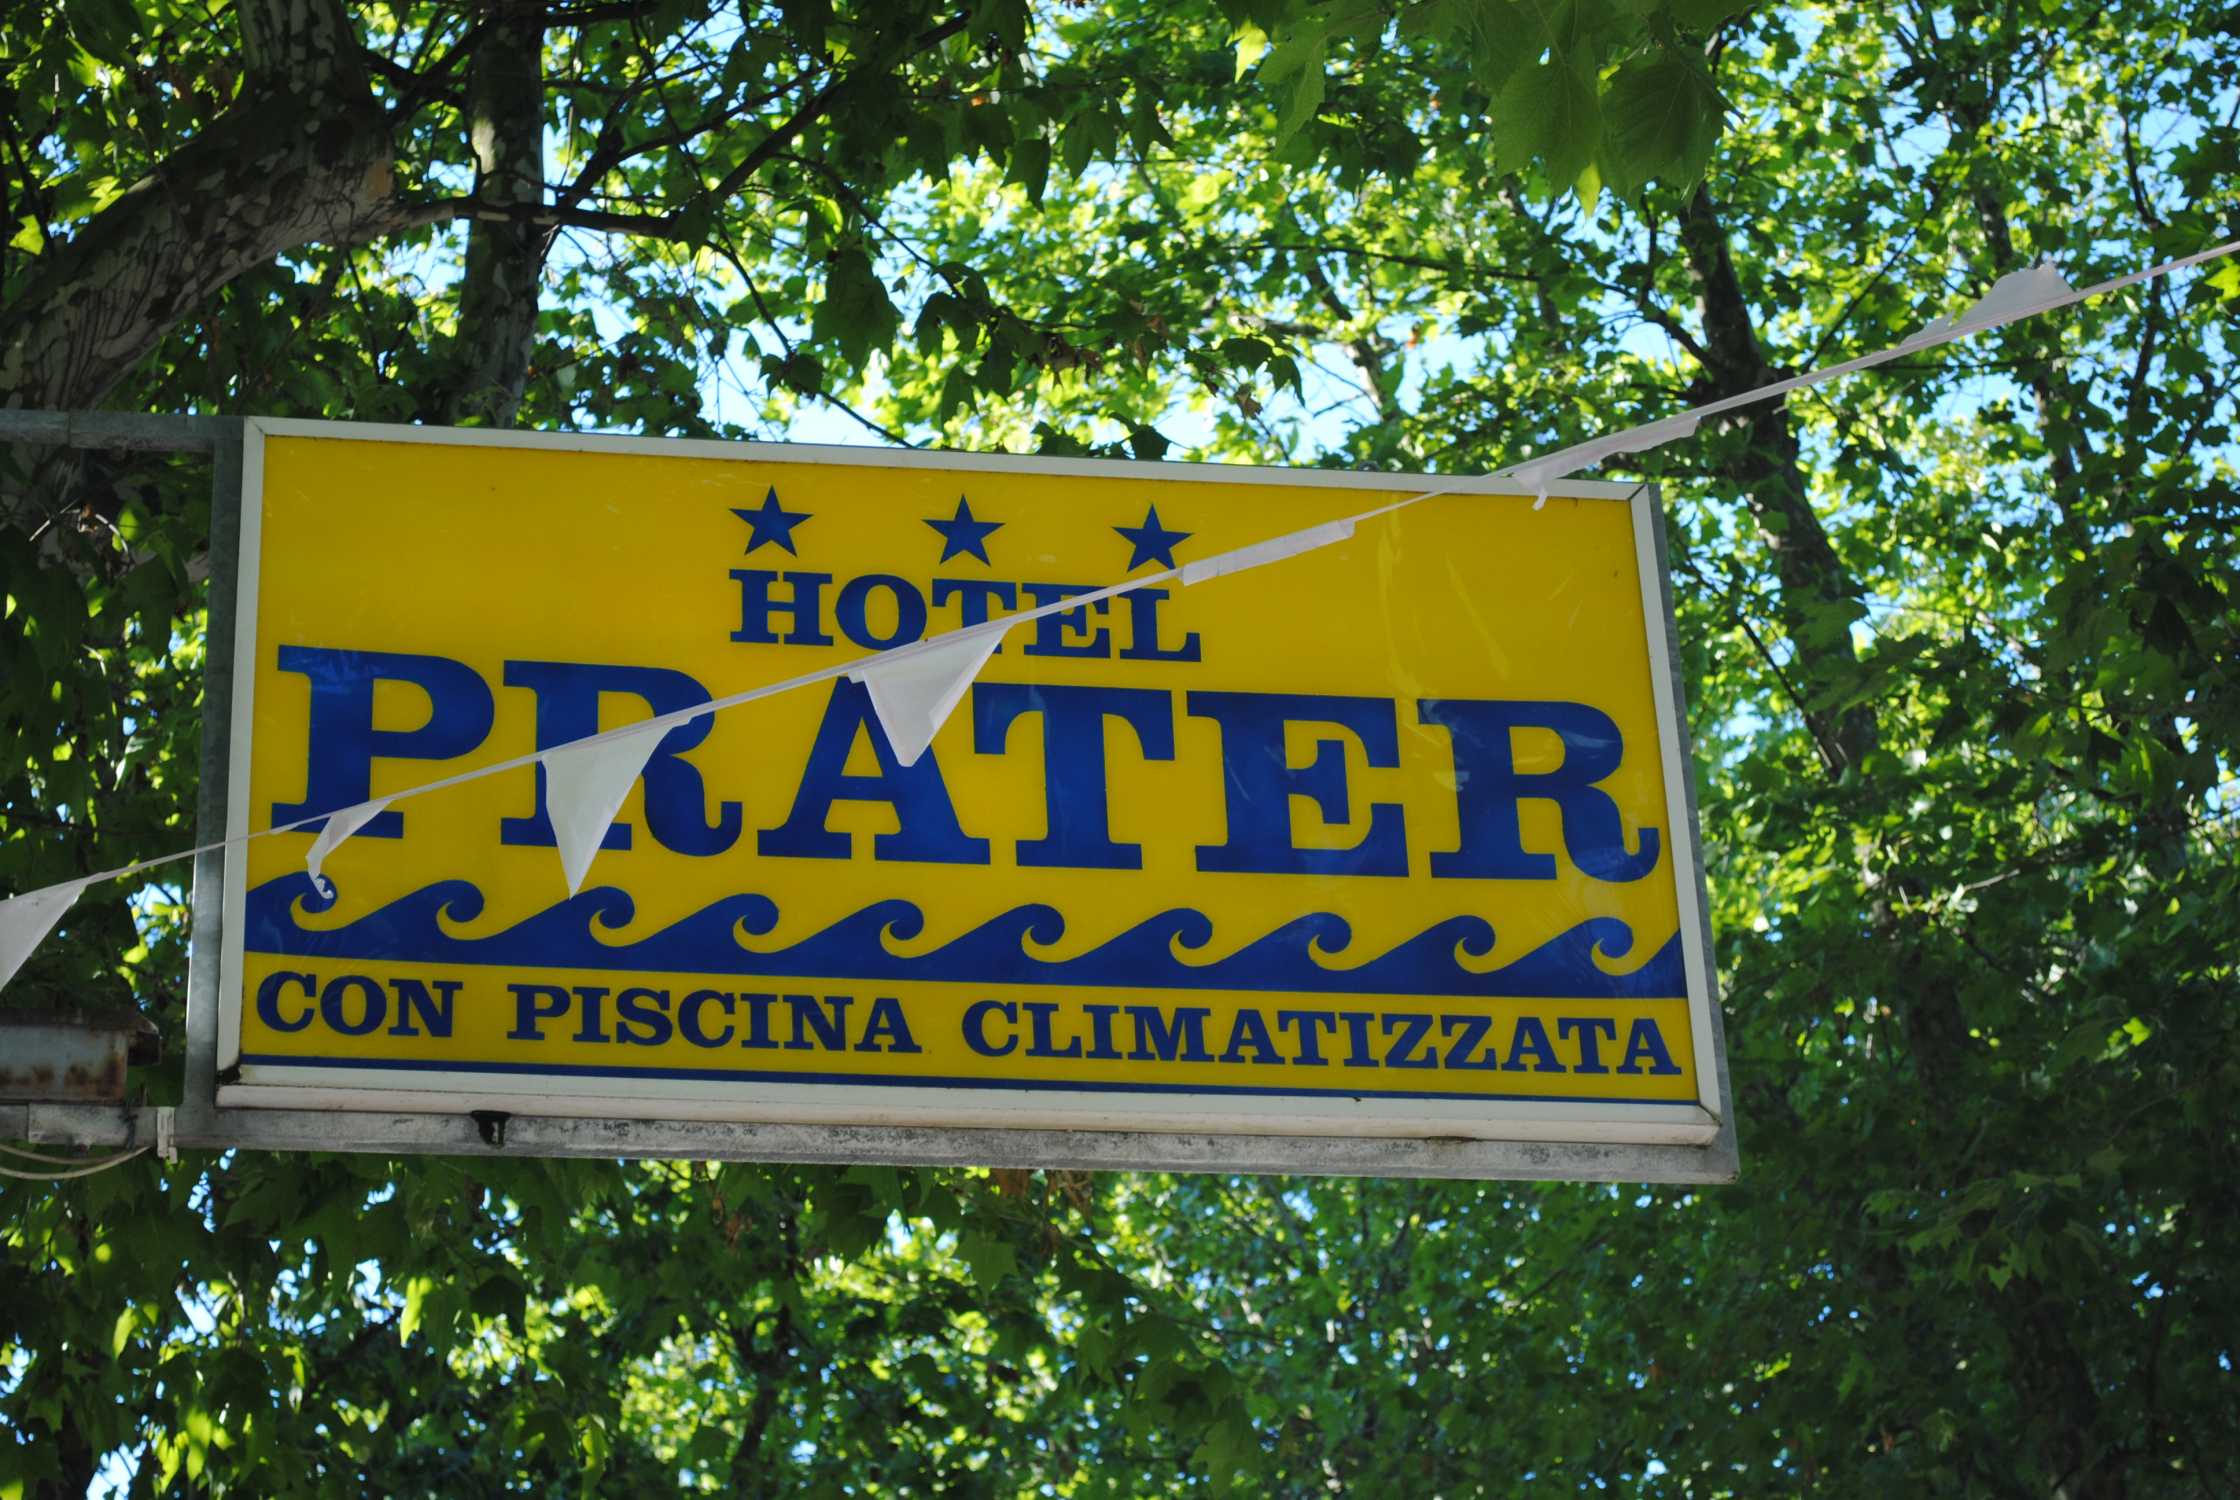 HOTEL
PRATER
CON PISCINA CLIMATIZZATA